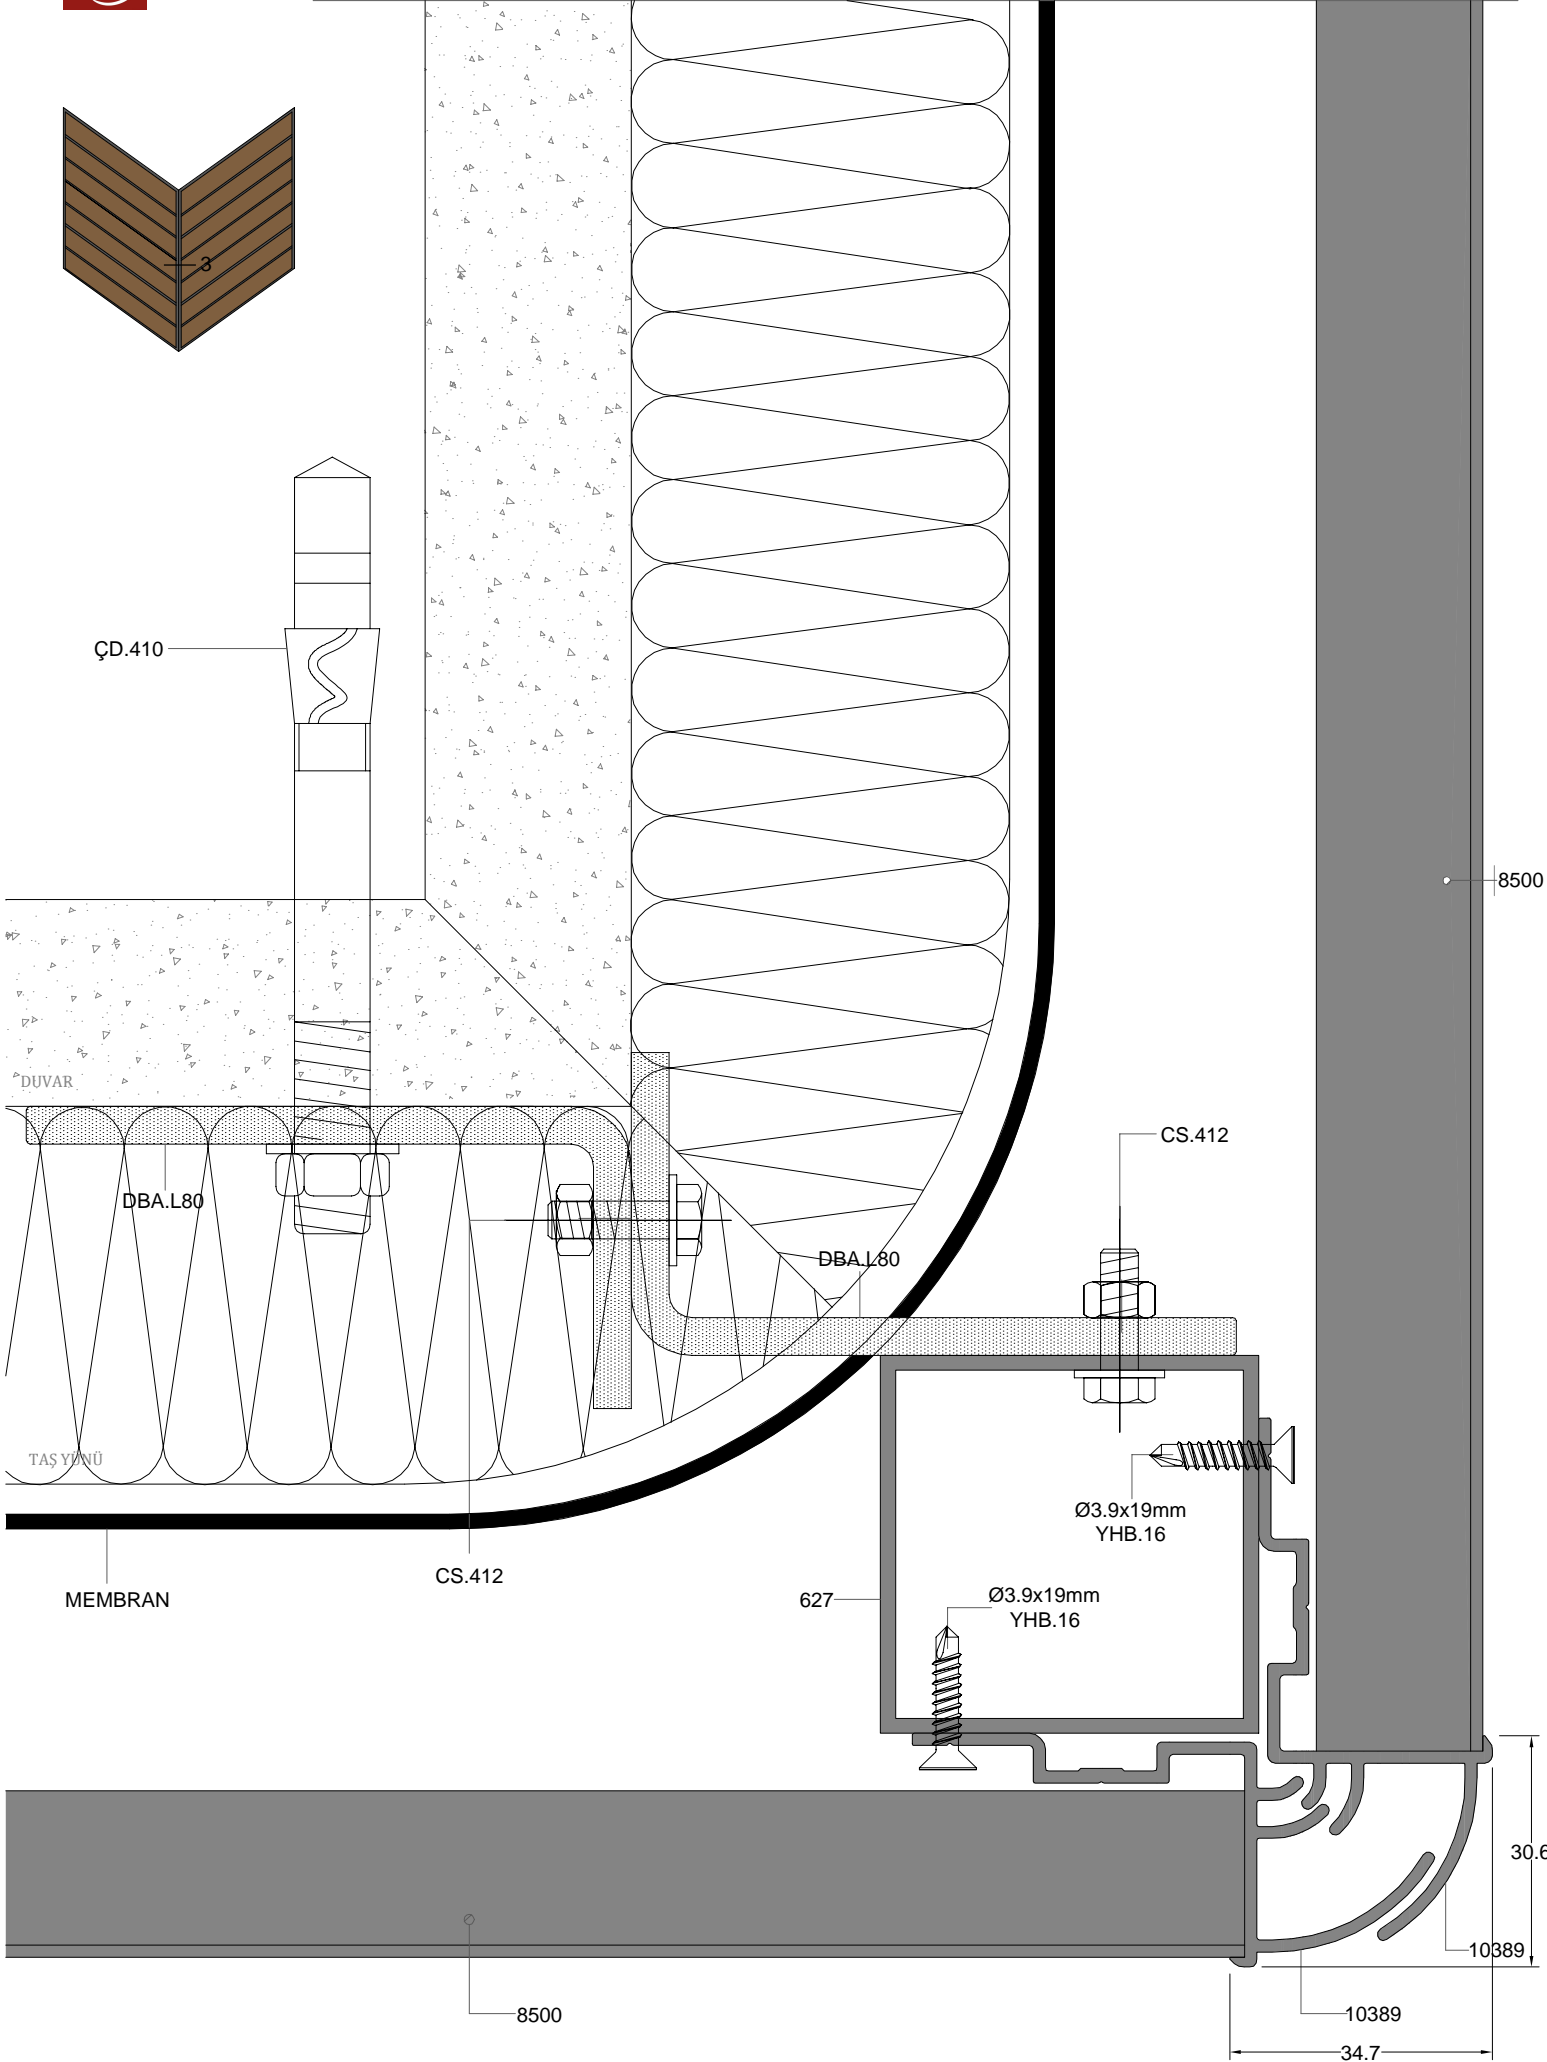 3
ÇD.410
8500
DUVAR
CS.412
DBA.L80
DBA.L80
TAŞ YÜNÜ
Ø3.9x19mm
YHB.16
CS.412
MEMBRAN
627
Ø3.9x19mm
YHB.16
30.6
10389
10389
8500
34.7